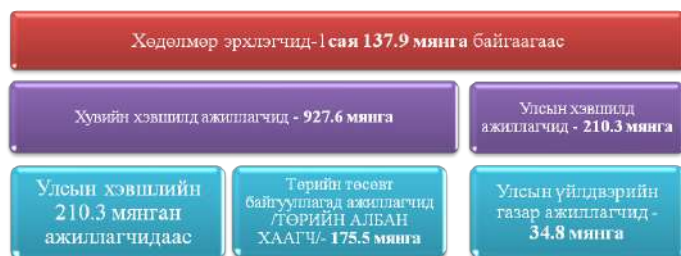 Хөдөлмөр эрхлэгчид-1сая 137.9 мянга байгаагаас
Хувийн хэвшилд ажиллагчид - 927.6 мянга
Улсын хэвшилд
ажиллагчид - 210.3 мянга
Улсын хэвшлийн
210.3 мянган
ажиллагчидаас
Төрийн төсөвт
байгууллагад ажиллагчид
/ТӨРИЙН АЛБАН
ХААГЧ/- 175.5 мянга
Улсын үйлдвэрийн
газар ажиллагчид -
34.8 мянга